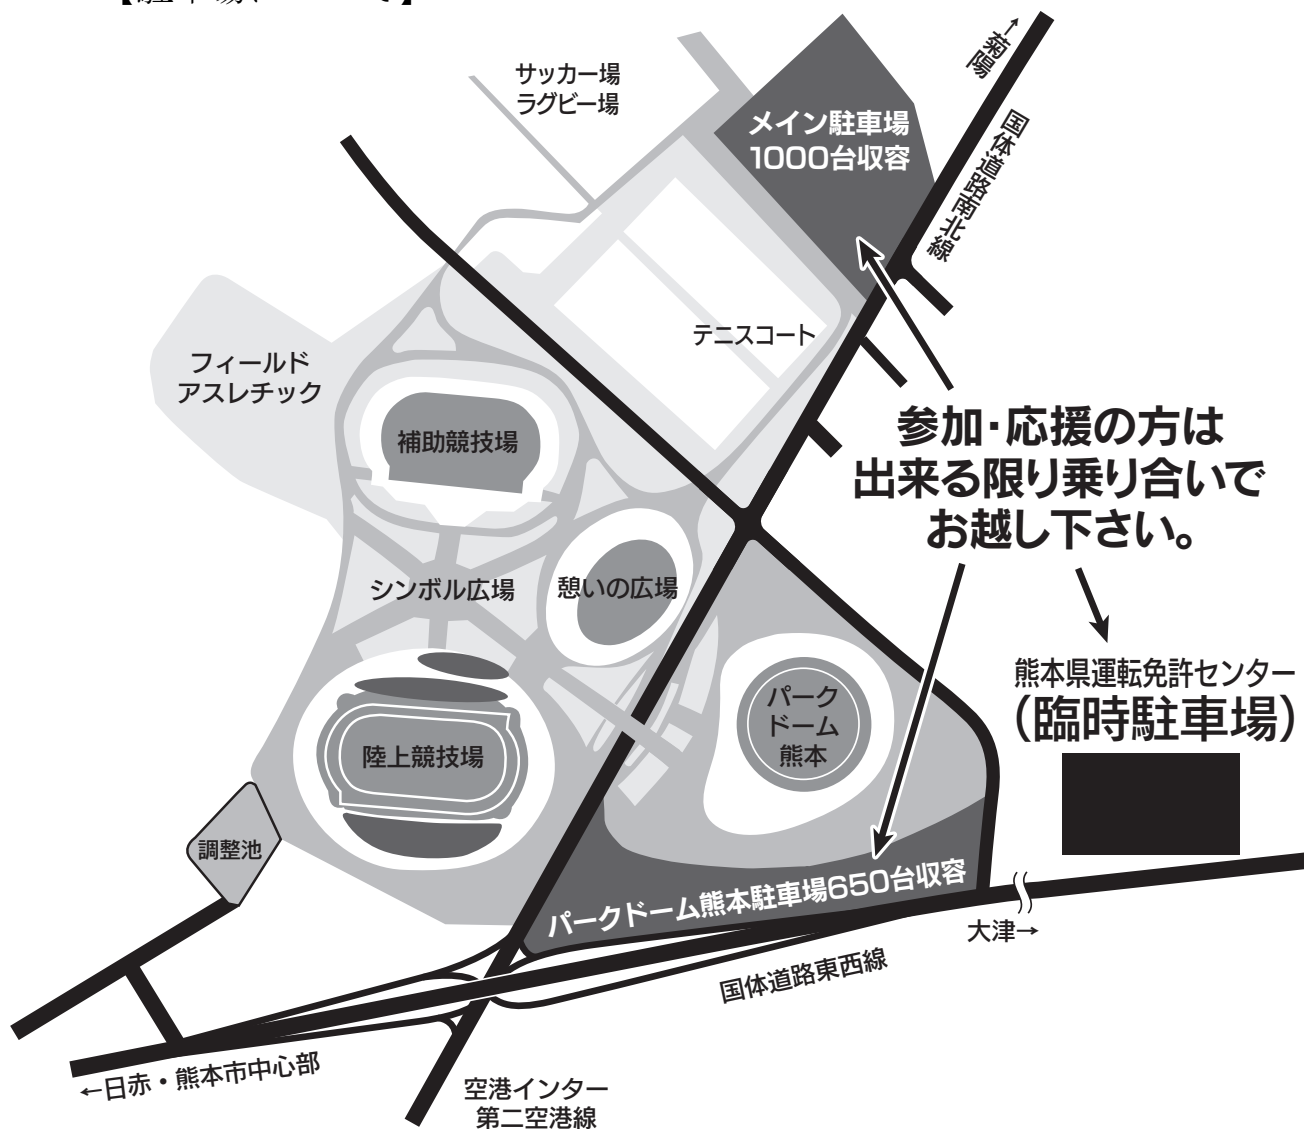 サッカー場
ラグビー場
メイン駐車場
1000台収容
↑菊陽
国体道路南北線
テニスコート
フィールド
アスレチック
補助競技場
参加・応援の方は
出来る限り乗り合いで
お越し下さい。
シンボル広場
憩いの広場
熊本県運転免許センター
(臨時駐車場)
パーク
ドーム
熊本
陸上競技場
調整池
パークドーム熊本駐車場650台収容
大津→
国体道路東西線
←日赤・熊本市中心部
空港インター
第二空港線